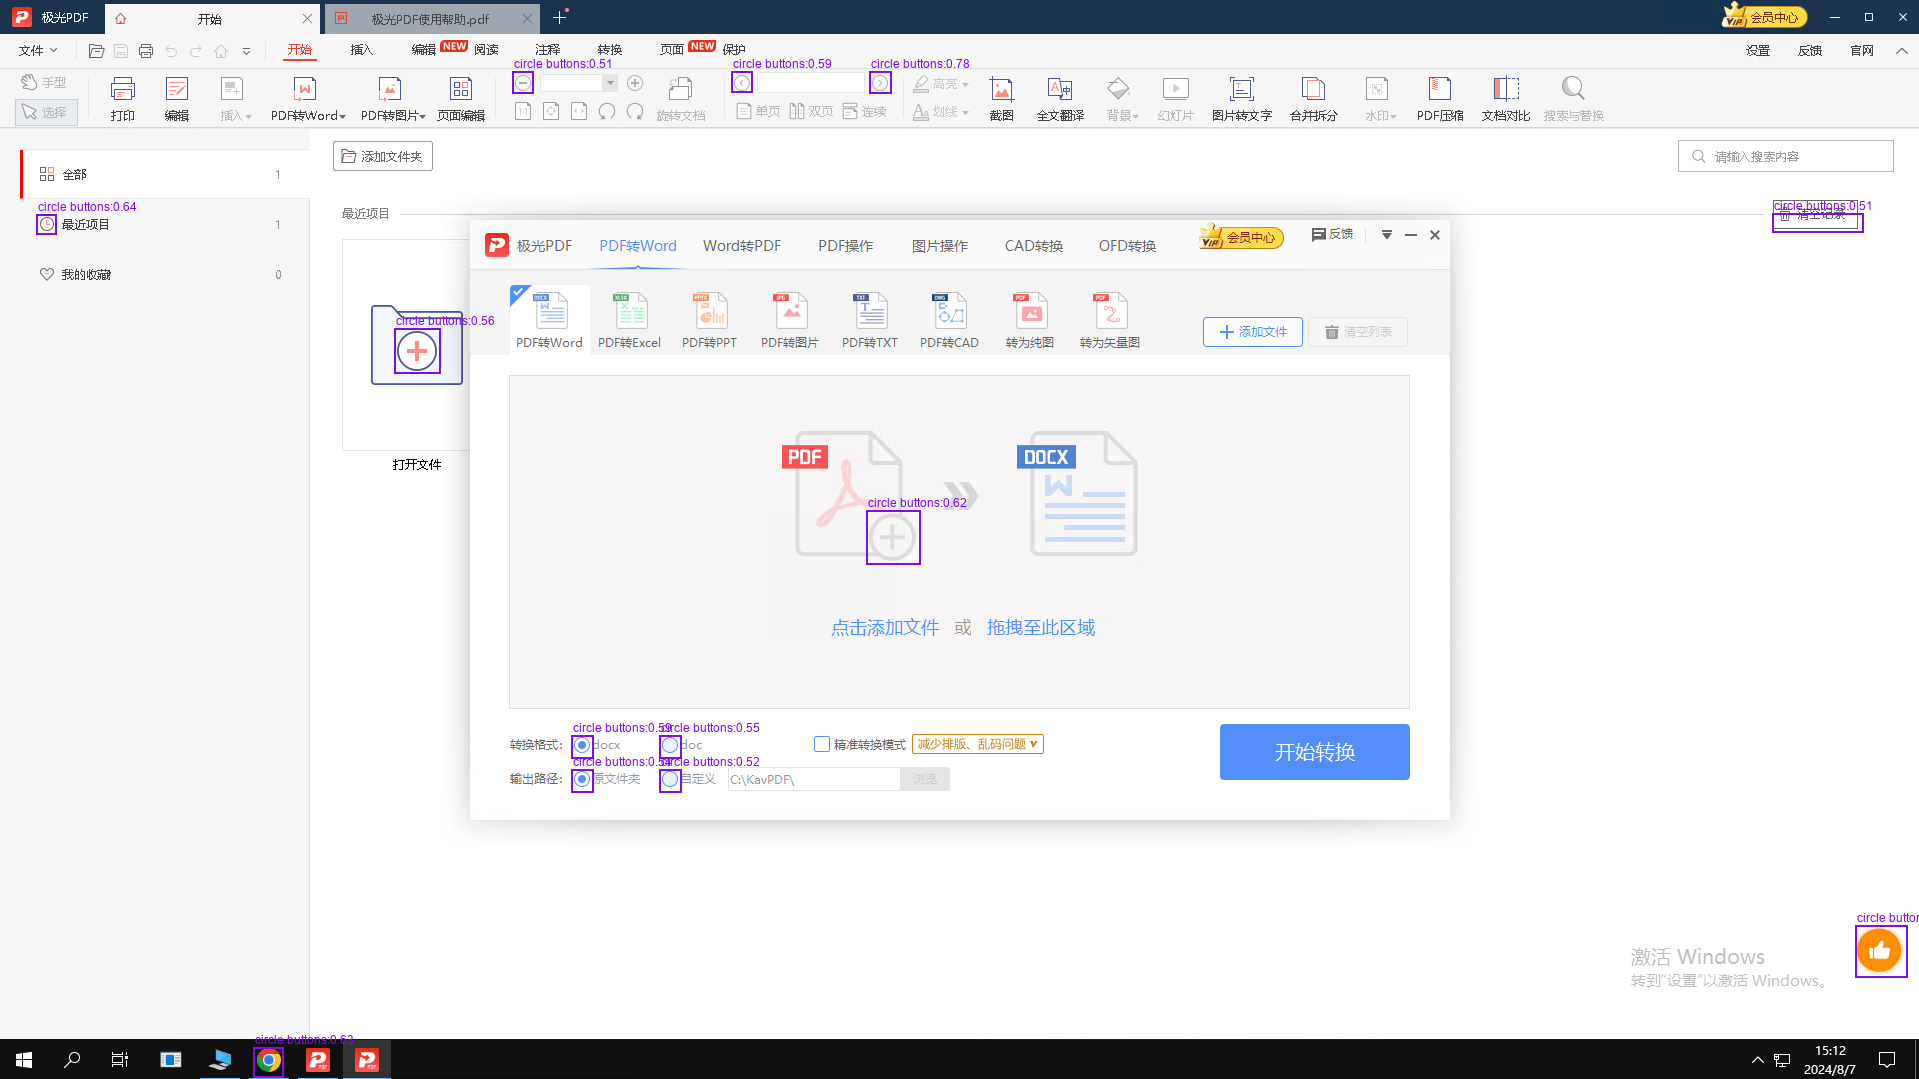 极光PDF
开始
极光PDF使用帮助.pdf
VIP 会员中心
文件
开始
插入
编辑
NEW
阅读
注释
转换
页面
NEW
保护
设置
反馈
官网
circle buttons:0.51
circle buttons:0.59
circle buttons:0.78
手型
选择
打印
编辑
插入
PDF转Word
PDF转图片
页面编辑
1:1
旋转文档
单页
双页
连续
高亮
划线
截图
全文翻译
背景
幻灯片
图片转文字
合并拆分
水印
PDF压缩
文档对比
搜索与替换
全部
1
circle buttons:0.64
最近项目
1
我的收藏
0
添加文件夹
请输入搜索内容
最近项目
circle buttons:0.51
清空记录
circle buttons:0.56
打开文件
极光PDF
PDF转Word
Word转PDF
PDF操作
图片操作
CAD转换
OFD转换
VIP 会员中心
反馈
DOCX
PDF转Word
XLSX
PDF转Excel
PPTX
PDF转PPT
JPG
PDF转图片
TXT
PDF转TXT
DWG
PDF转CAD
PDF
转为纯图
PDF
转为矢量图
添加文件
清空列表
PDF
DOCX
circle buttons:0.62
点击添加文件 或 拖拽至此区域
circle buttons:0.59
circle buttons:0.55
转换格式:
docx
doc
精准转换模式
减少排版、乱码问题
circle buttons:0.54
circle buttons:0.52
输出路径:
原文件夹
自定义
C:\KavPDF\
浏览
开始转换
circle button
激活 Windows
转到“设置”以激活 Windows。
circle buttons:0.63
15:12
2024/8/7